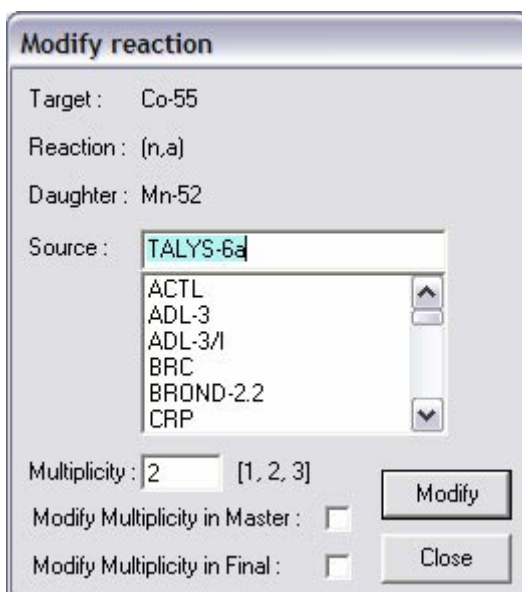 Modify reaction
Target : Co-55
Reaction : (n,a)
Daughter : Mn-52
Source : TALYS-6a
ACTL
ADL-3
ADL-3/I
BRC
BROND-2.2
CRP
Multiplicity : 2 [1, 2, 3]
Modify
Modify Multiplicity in Master :
Modify Multiplicity in Final :
Close